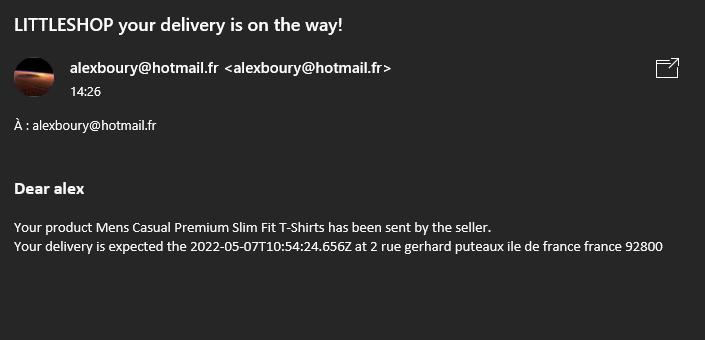 LITTLESHOP your delivery is on the way!
alexboury@hotmail.fr <alexboury@hotmail.fr>
14:26
À : alexboury@hotmail.fr
Dear alex
Your product Mens Casual Premium Slim Fit T-Shirts has been sent by the seller.
Your delivery is expected the 2022-05-07T10:54:24.656Z at 2 rue gerhard puteaux ile de france france 92800